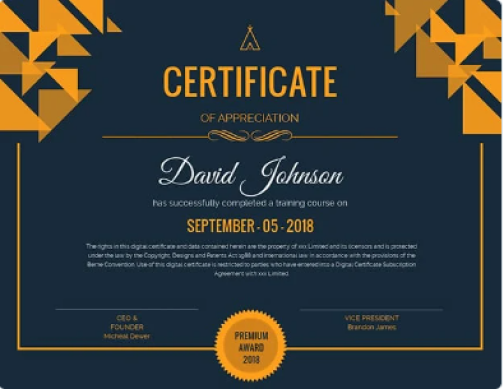 CERTIFICATE
OF APPRECIATION
David Johnson
has successfully completed a training course on
SEPTEMBER - 05 - 2018
The rights in this digital certificate and data contained herein are the property of xxx Limited and its licensors and is protected
under the law by the Copyright, Designs and Patents Act 1988 and international law in accordance with the provisions of the
Berne Convention. Use of this digital certificate is restricted to parties who have entered into a Digital Certificate Subscription
Agreement with xxx Limited.
CEO &
FOUNDER
Micheal Dewer
VICE PRESIDENT
Brandon James
PREMIUM
AWARD
2018